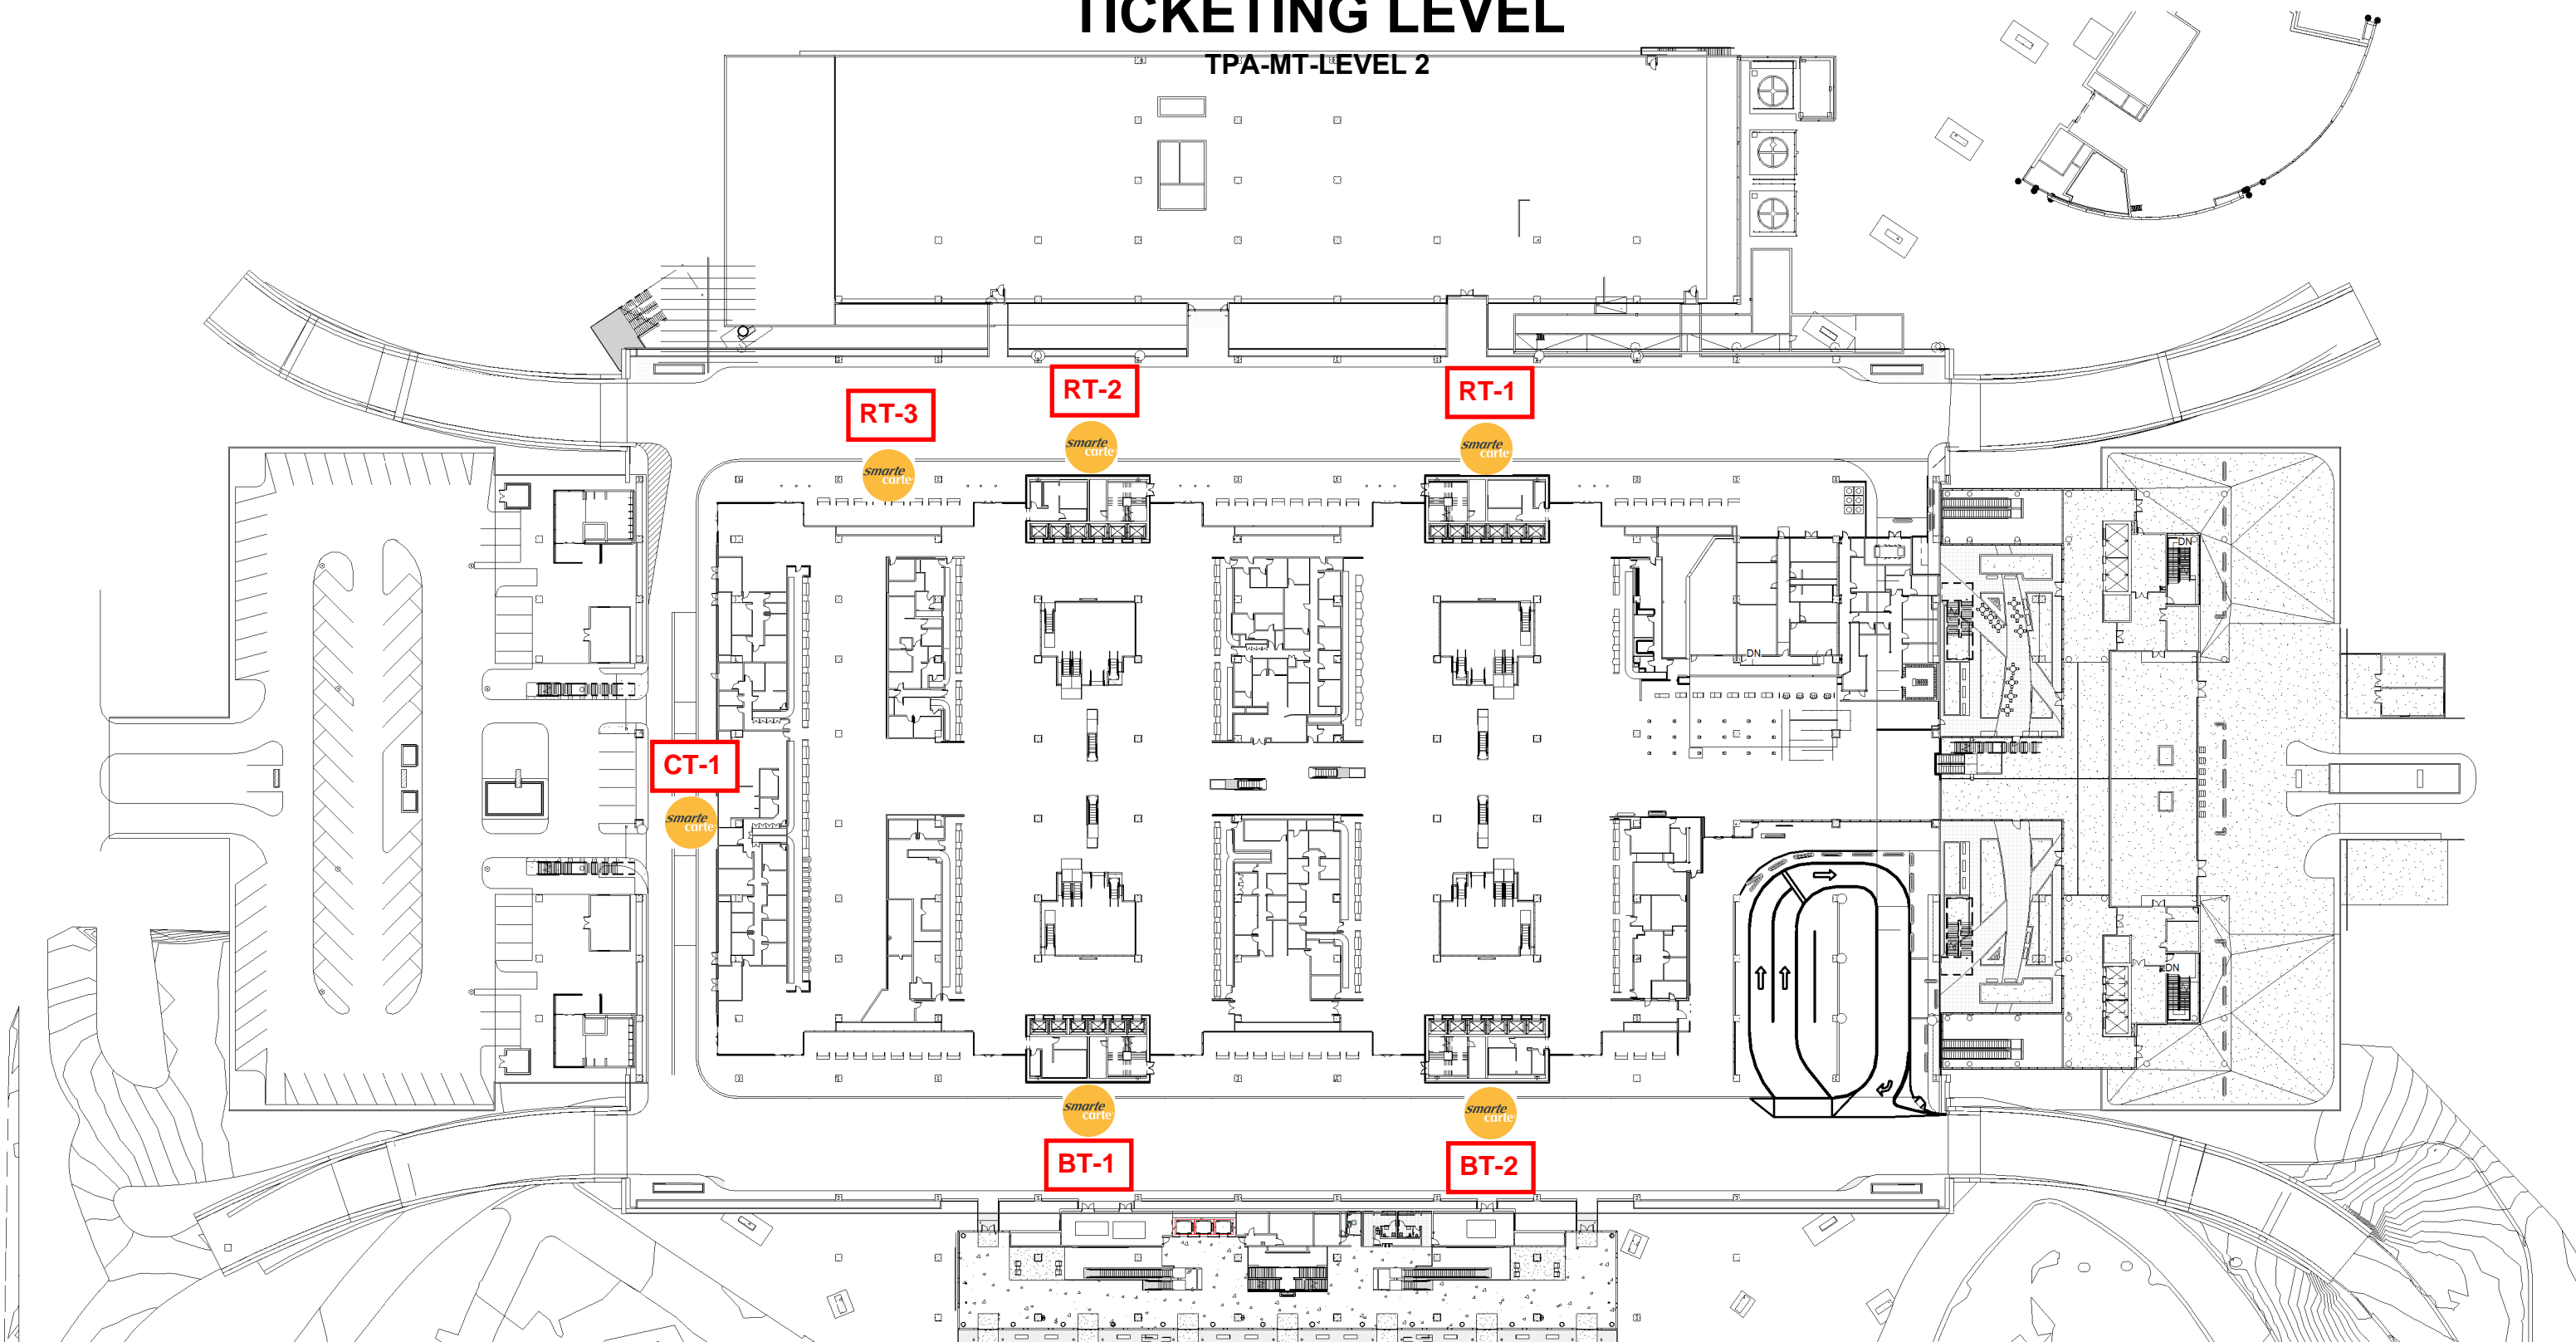 TICKETING LEVEL
TPA-MT-LEVEL 2
RT-3
RT-2
RT-1
smarte
carte
smarte
carte
smarte
carte
DN
DN
CT-1
smarte
carte
DN
smarte
carte
smarte
carte
BT-1
BT-2